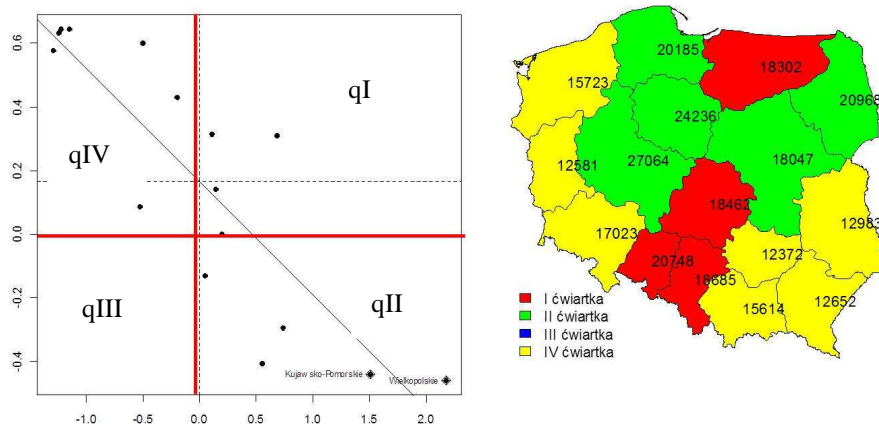 0.6
0.4
0.2
0.0
-0.2
-0.4
-1.0
-0.5
0.0
0.5
1.0
1.5
2.0
qI
qIV
qIII
qII
Kujawsko-Pomorskie
Wielkopolskie
20185
15723
18302
20968
24236
12581
27064
18047
18462
12983
17023
12372
20748
18685
15614
12652
I ćwiartka
II ćwiartka
III ćwiartka
IV ćwiartka